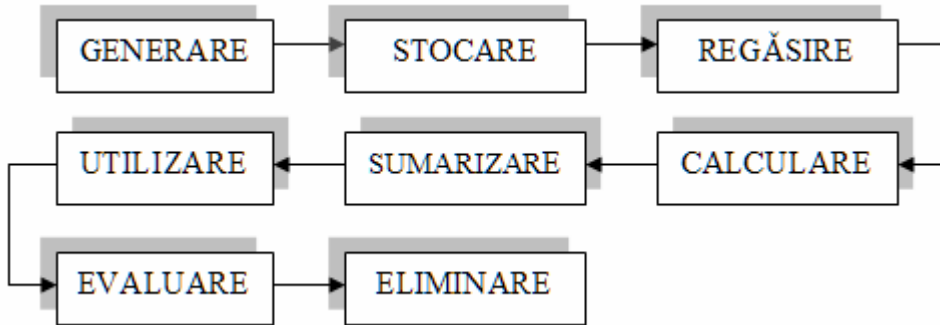 GENERARE STOCARE REGĂSIRE
UTILIZARE SUMARIZARE CALCULARE
EVALUARE ELIMINARE